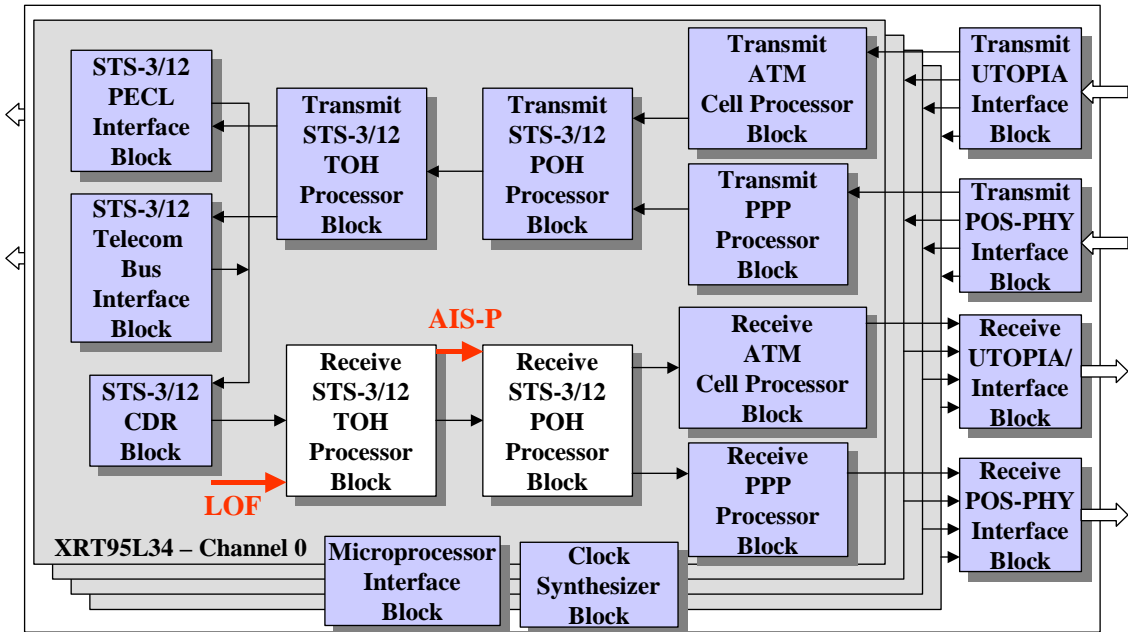 STS-3/12
PECL
Interface
Block
Transmit
STS-3/12
TOH
Processor
Block
Transmit
STS-3/12
POH
Processor
Block
Transmit
ATM
Cell Processor
Block
Transmit
UTOPIA
Interface
Block
STS-3/12
Telecom
Bus
Interface
Block
Transmit
PPP
Processor
Block
Transmit
POS-PHY
Interface
Block
AIS-P
STS-3/12
CDR
Block
Receive
STS-3/12
TOH
Processor
Block
Receive
STS-3/12
POH
Processor
Block
Receive
ATM
Cell Processor
Block
Receive
UTOPIA/
Interface
Block
LOF
Receive
PPP
Processor
Block
Receive
POS-PHY
Interface
Block
XRT95L34 – Channel 0
Microprocessor
Interface
Block
Clock
Synthesizer
Block